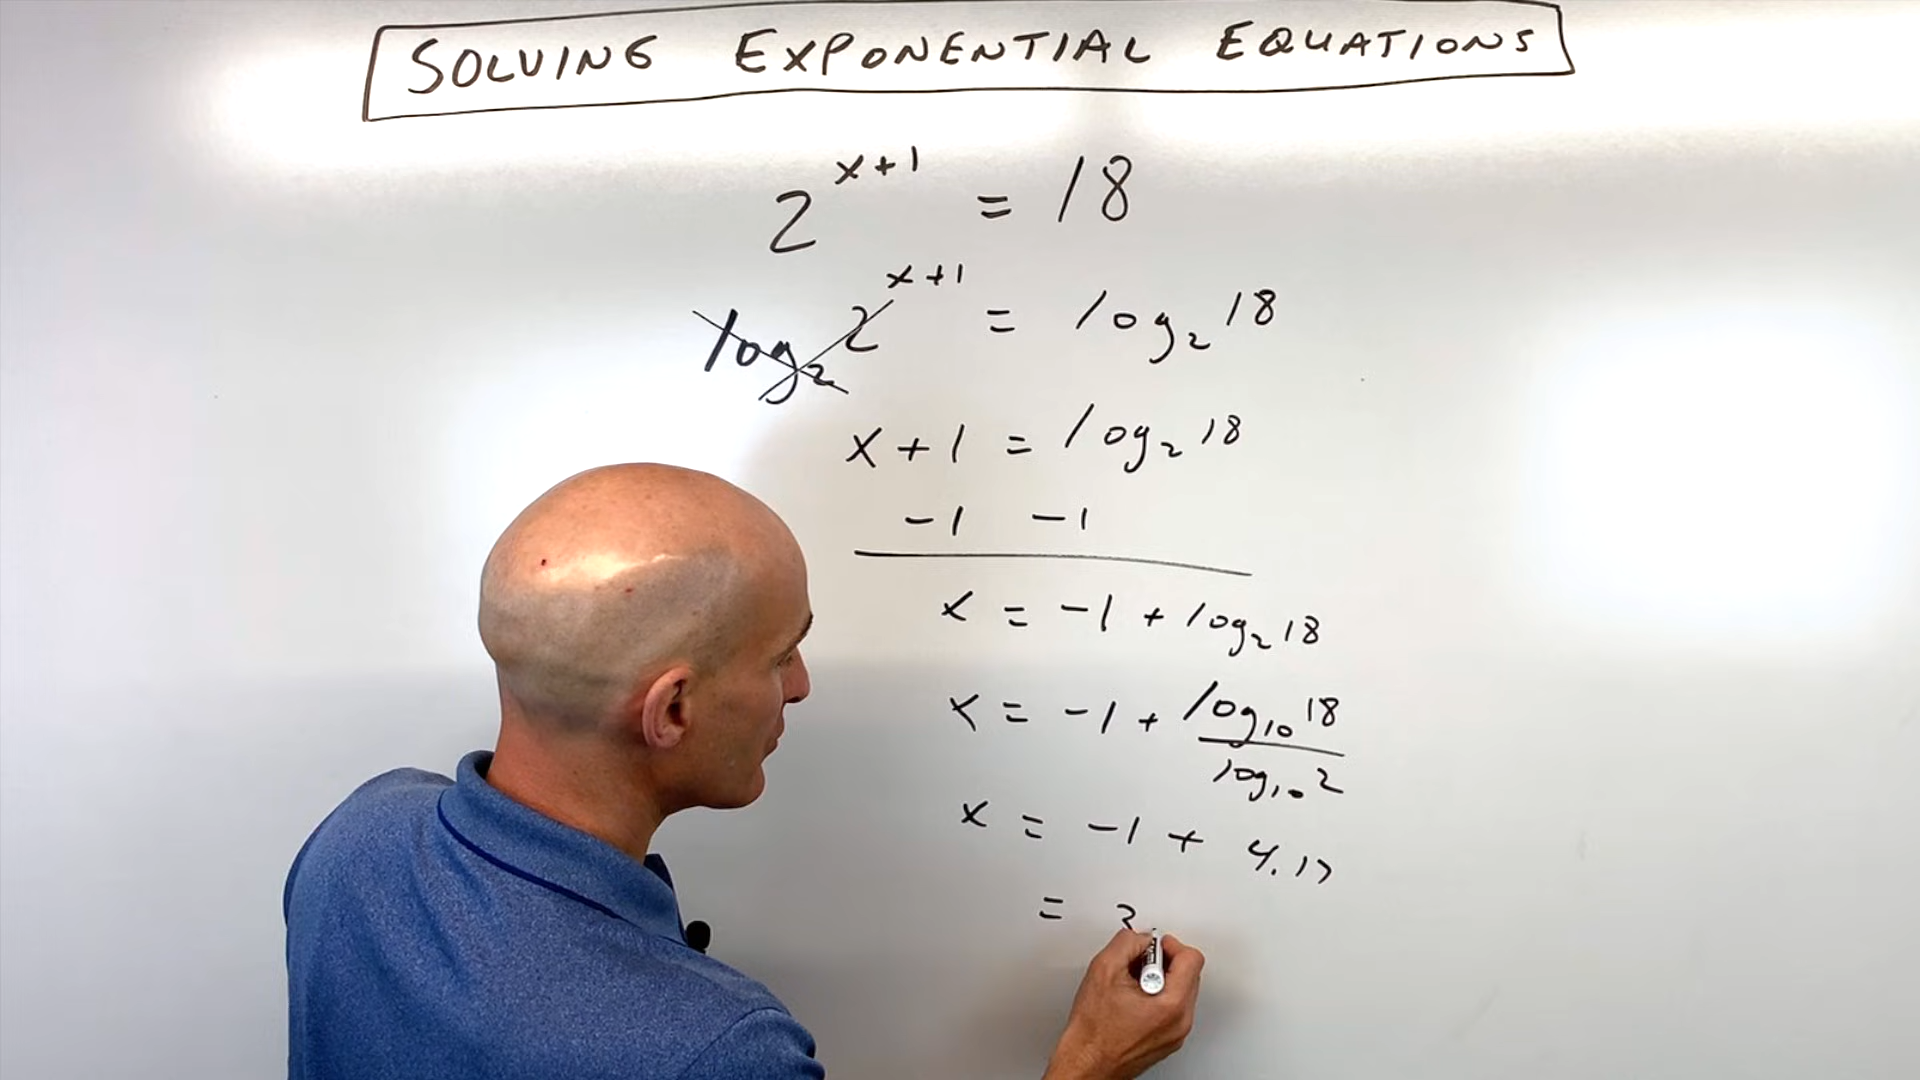 SOLVING EXPONENTIAL EQUATIONS
2^(x+1) = 18
log₂ 2^(x+1) = log₂ 18
x + 1 = log₂ 18
-1 -1
x = -1 + log₂ 18
x = -1 + log₁₀ 18
log₁₀ 2
x = -1 + 4.17
= 3